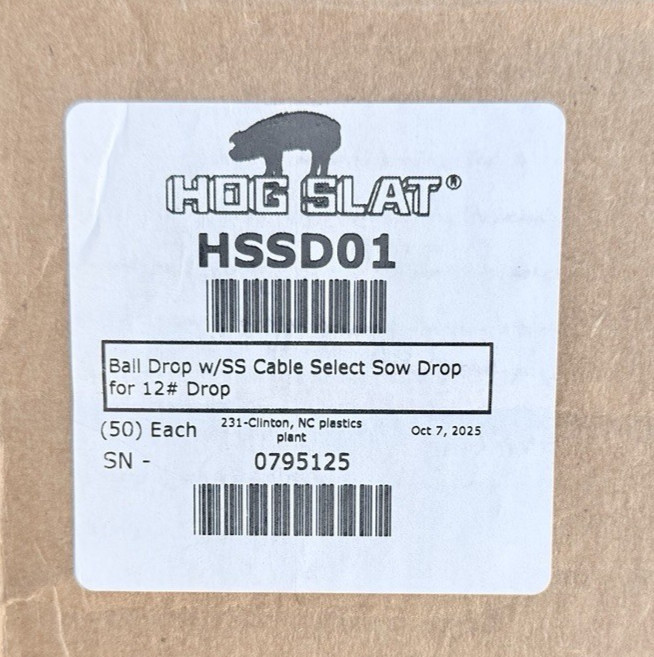 HOG SLAT®
HSSD01
Ball Drop w/SS Cable Select Sow Drop
for 12# Drop
(50) Each 231-Clinton, NC plastics plant Oct 7, 2025
SN - 0795125